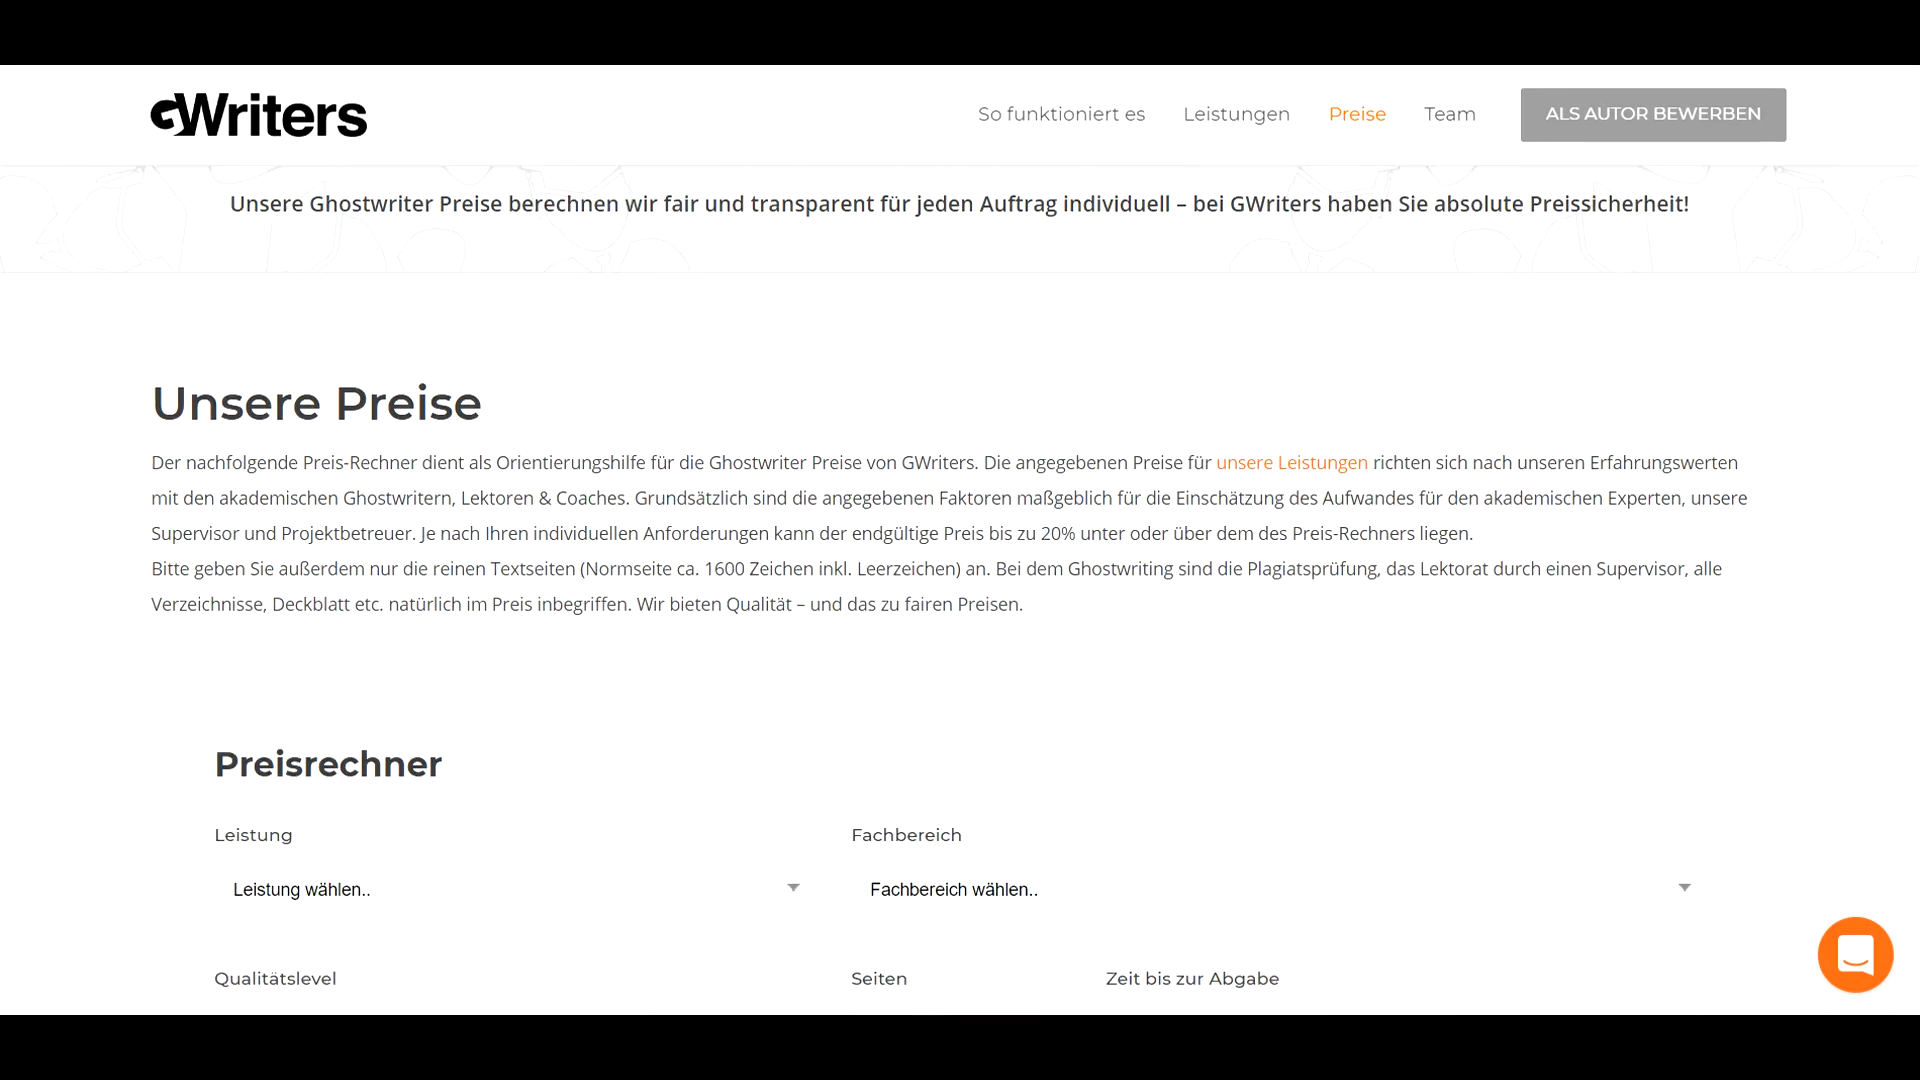 GWriters
So funktioniert es Leistungen Preise Team ALS AUTOR BEWERBEN
Unsere Ghostwriter Preise berechnen wir fair und transparent für jeden Auftrag individuell – bei GWriters haben Sie absolute Preissicherheit!
Unsere Preise
Der nachfolgende Preis-Rechner dient als Orientierungshilfe für die Ghostwriter Preise von GWriters. Die angegebenen Preise für unsere Leistungen richten sich nach unseren Erfahrungswerten
mit den akademischen Ghostwritern, Lektoren & Coaches. Grundsätzlich sind die angegebenen Faktoren maßgeblich für die Einschätzung des Aufwandes für den akademischen Experten, unsere
Supervisor und Projektbetreuer. Je nach Ihren individuellen Anforderungen kann der endgültige Preis bis zu 20% unter oder über dem des Preis-Rechners liegen.
Bitte geben Sie außerdem nur die reinen Textseiten (Normseite ca. 1600 Zeichen inkl. Leerzeichen) an. Bei dem Ghostwriting sind die Plagiatsprüfung, das Lektorat durch einen Supervisor, alle
Verzeichnisse, Deckblatt etc. natürlich im Preis inbegriffen. Wir bieten Qualität – und das zu fairen Preisen.
Preisrechner
Leistung Fachbereich
Leistung wählen.. Fachbereich wählen..
Qualitätslevel Seiten Zeit bis zur Abgabe